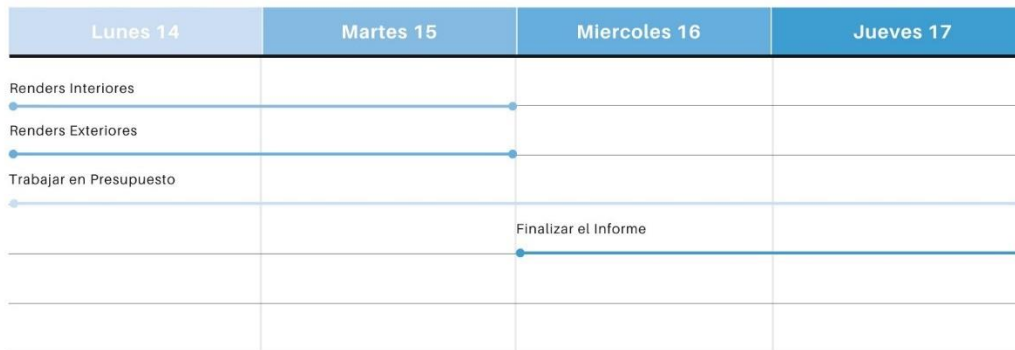 Lunes 14
Martes 15
Miercoles 16
Jueves 17
Renders Interiores
Renders Exteriores
Trabajar en Presupuesto
Finalizar el Informe